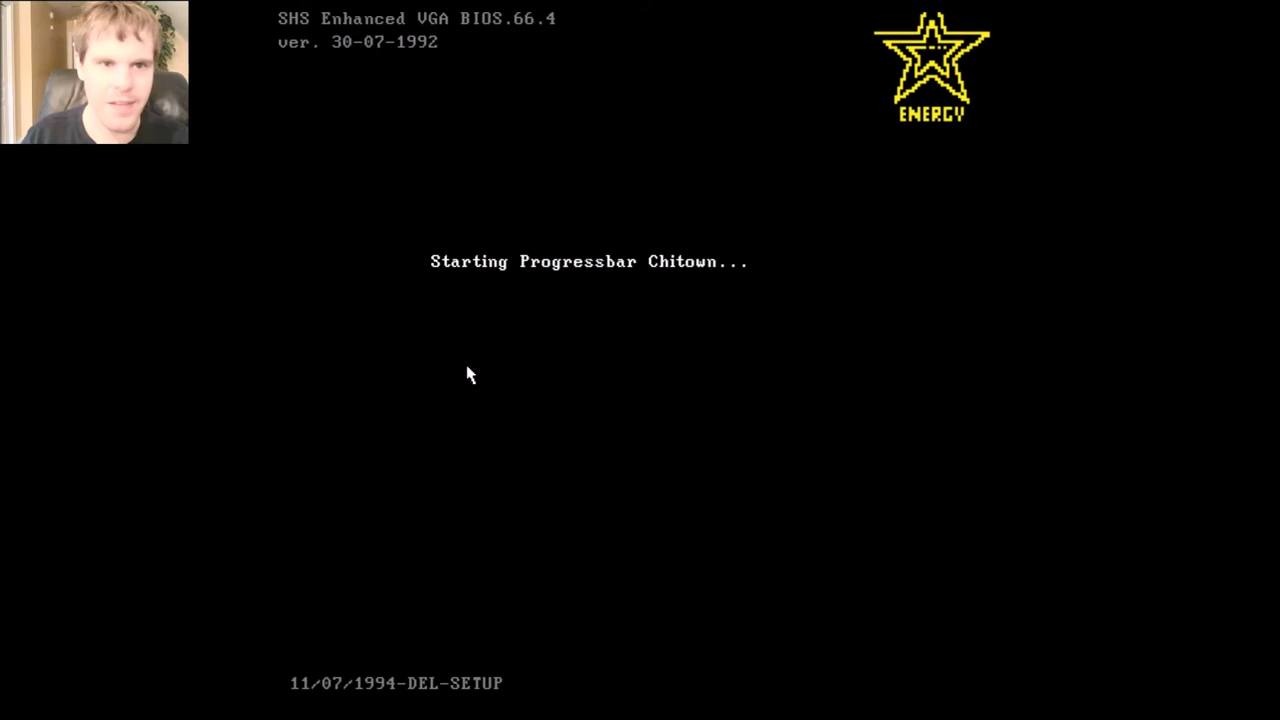 SHS Enhanced VGA BIOS.66.4
ver. 30-07-1992
ENERGY
Starting Progressbar Chitown...
11/07/1994-DEL-SETUP